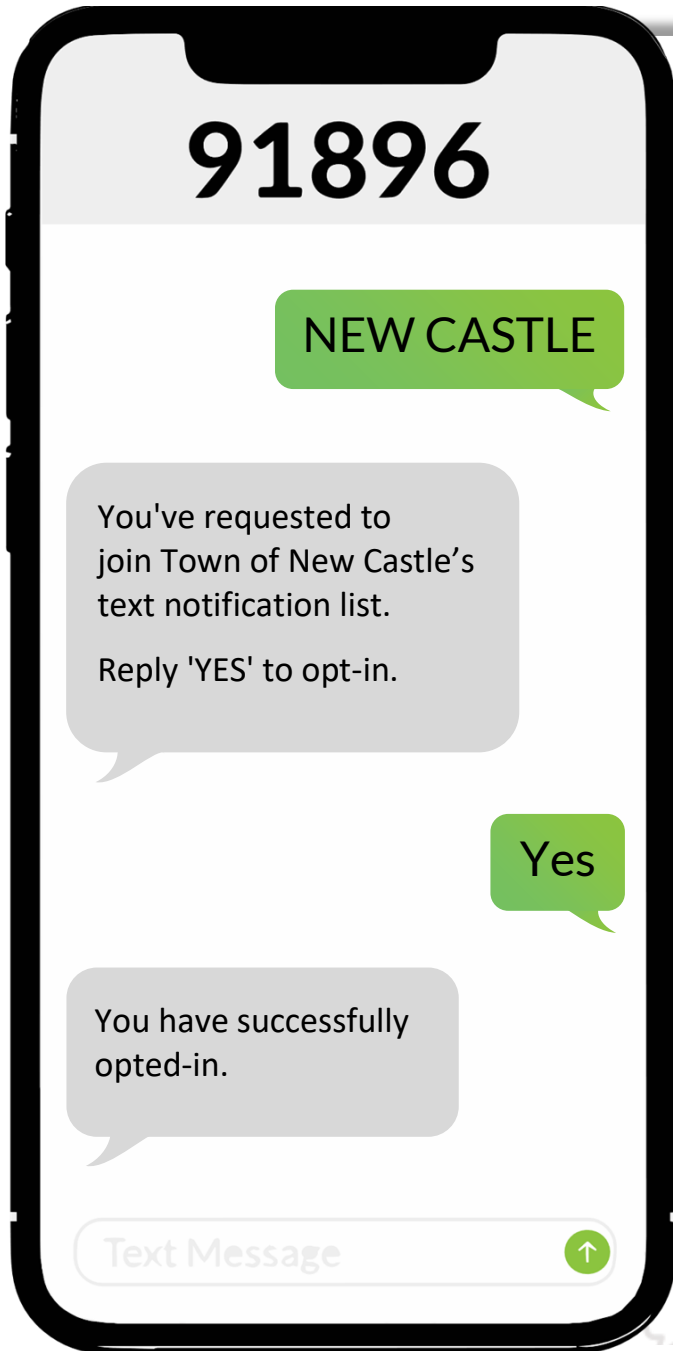 91896
NEW CASTLE
You've requested to
join Town of New Castle’s
text notification list.
Reply 'YES' to opt-in.
Yes
You have successfully
opted-in.
Text Message